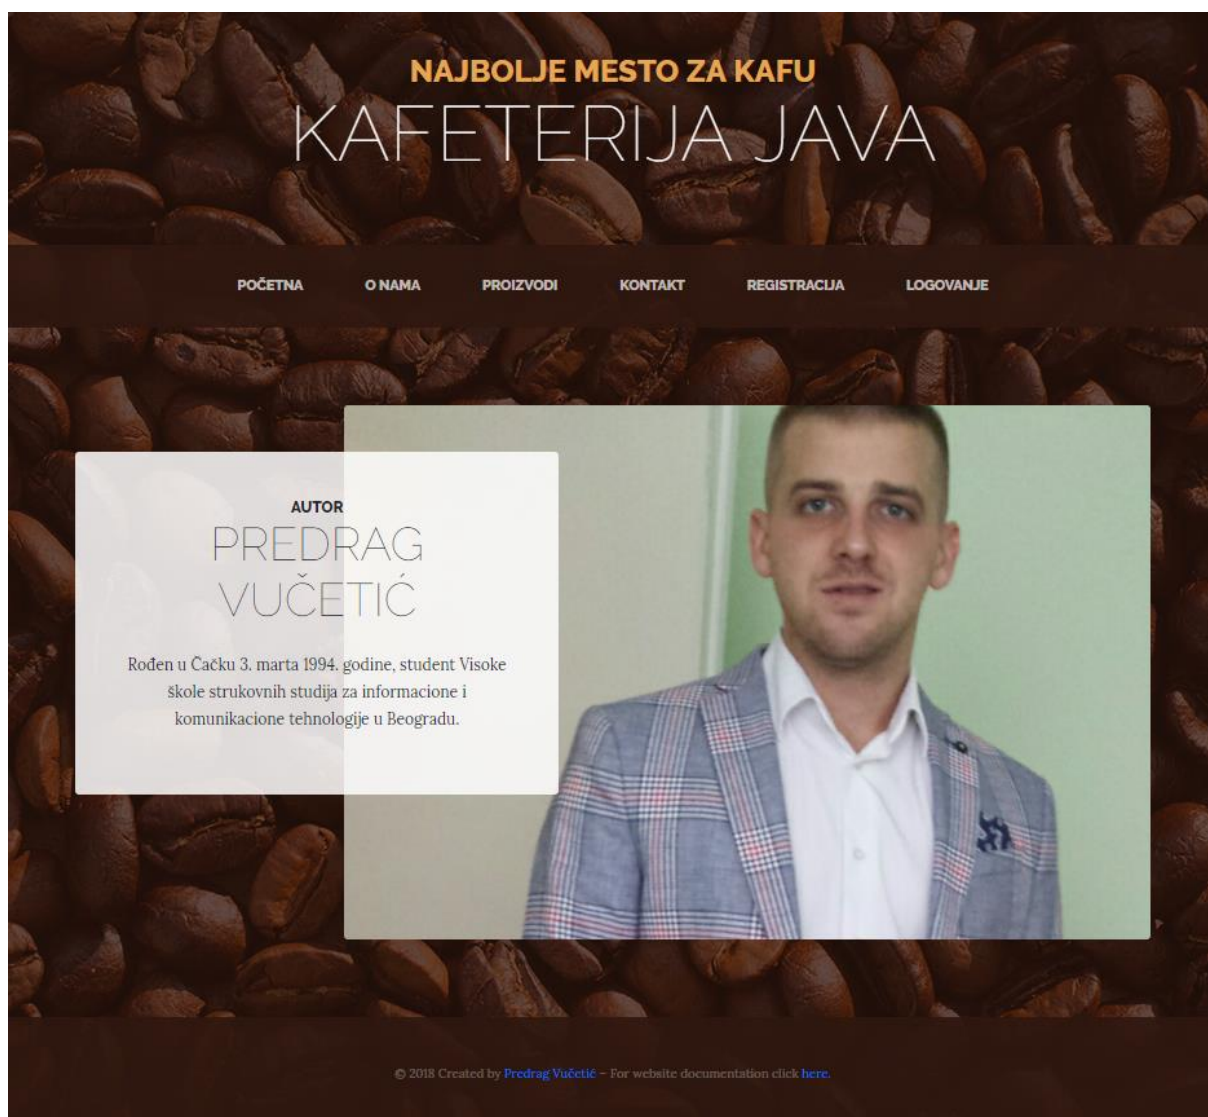 NAJBOLJE MESTO ZA KAFU
KAFETERIJA JAVA
POČETNA O NAMA PROIZVODI KONTAKT REGISTRACIJA LOGOVANJE
AUTOR
PREDRAG
VUČETIĆ
Rođen u Čačku 3. marta 1994. godine, student Visoke
škole strukovnih studija za informacione i
komunikacione tehnologije u Beogradu.
© 2018 Created by Predrag Vučetić – For website documentation click here.